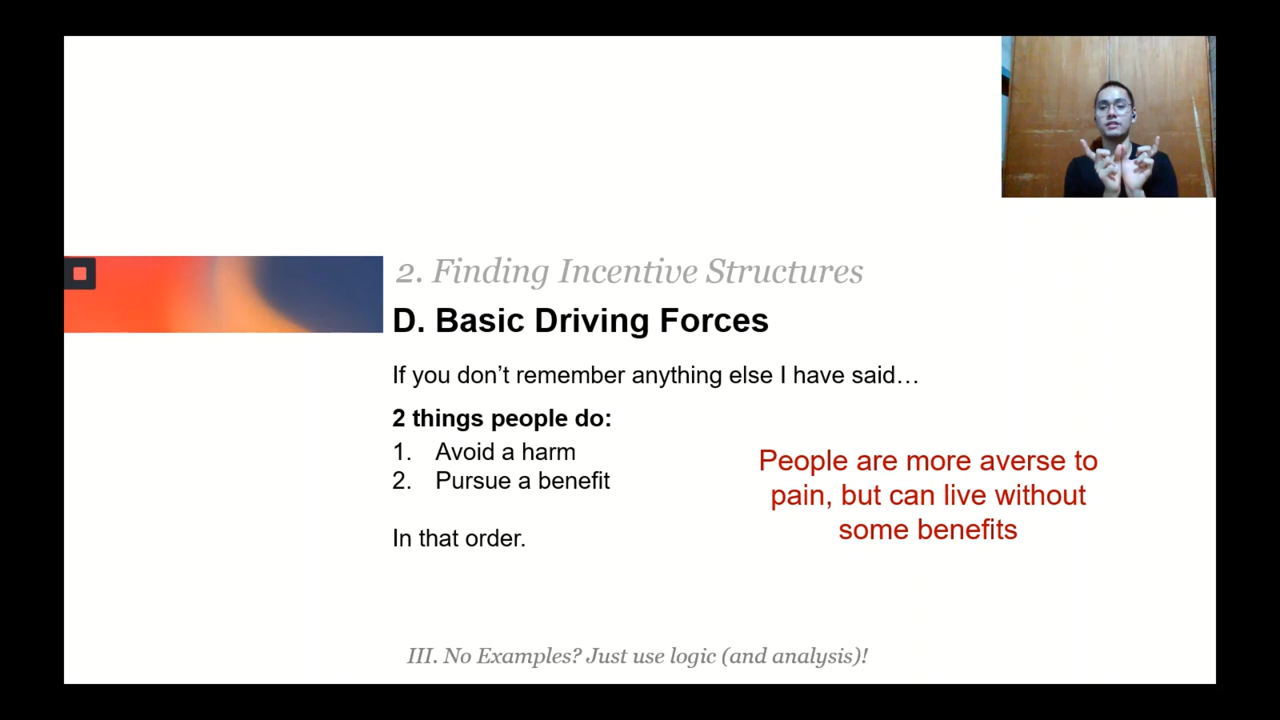 2. Finding Incentive Structures
D. Basic Driving Forces
If you don’t remember anything else I have said…
2 things people do:
1. Avoid a harm
2. Pursue a benefit
In that order.
People are more averse to
pain, but can live without
some benefits
III. No Examples? Just use logic (and analysis)!